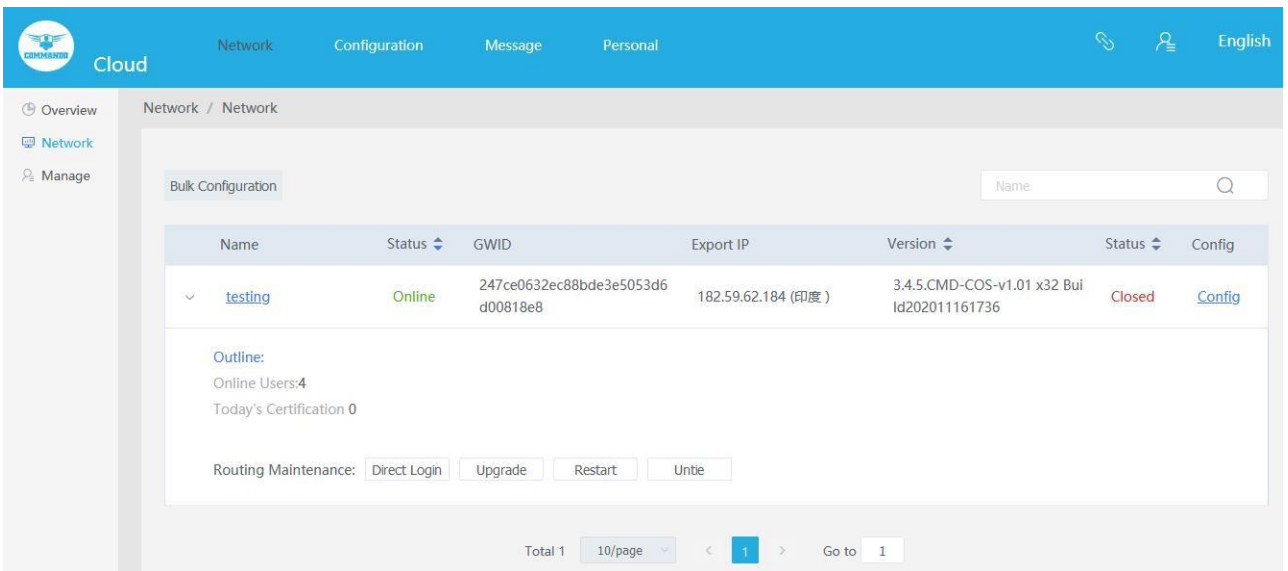 COMMANDO
Cloud
Network Configuration Message Personal English
Overview
Network
Manage
Network / Network
Bulk Configuration Name
Name Status GWID Export IP Version Status Config
testing Online 247ce0632ec88bde3e5053d6 182.59.62.184 (印度) 3.4.5.CMD-COS-v1.01 x32 Bui Closed Config
d00818e8 ld202011161736
Outline:
Online Users:4
Today's Certification 0
Routing Maintenance: Direct Login Upgrade Restart Untie
Total 1 10/page < 1 > Go to 1